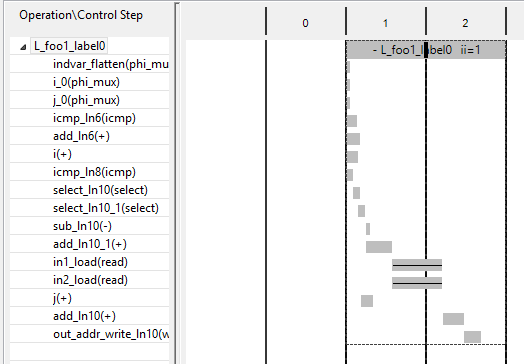 Operation\Control Step
0 1 2
L_foo1_label0
- L_foo1_label0 ii=1
indvar_flatten(phi_mu
i_0(phi_mux)
j_0(phi_mux)
icmp_ln6(icmp)
add_ln6(+)
i(+)
icmp_ln8(icmp)
select_ln10(select)
select_ln10_1(select)
sub_ln10(-)
add_ln10_1(+)
in1_load(read)
in2_load(read)
j(+)
add_ln10(+)
out_addr_write_ln10(w